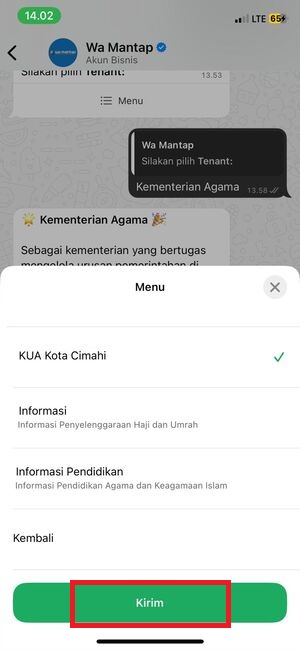 14.02
LTE 65
Wa Mantap
Akun Bisnis
Silakan pilih Tenant:
13.53
Menu
Wa Mantap
Silakan pilih Tenant:
Kementerian Agama 13.58
Kementerian Agama
Sebagai kementerian yang bertugas
mengelola urusan pemerintahan di
Menu
KUA Kota Cimahi
Informasi
Informasi Penyelenggaraan Haji dan Umrah
Informasi Pendidikan
Informasi Pendidikan Agama dan Keagamaan Islam
Kembali
Kirim